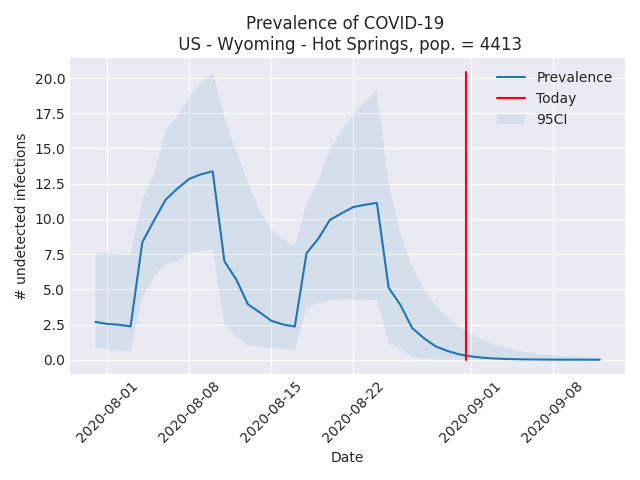 Prevalence of COVID-19
US - Wyoming - Hot Springs, pop. = 4413
Prevalence
Today
95CI
# undetected infections
20.0
17.5
15.0
12.5
10.0
7.5
5.0
2.5
0.0
2020-08-01
2020-08-08
2020-08-15
2020-08-22
2020-09-01
2020-09-08
Date